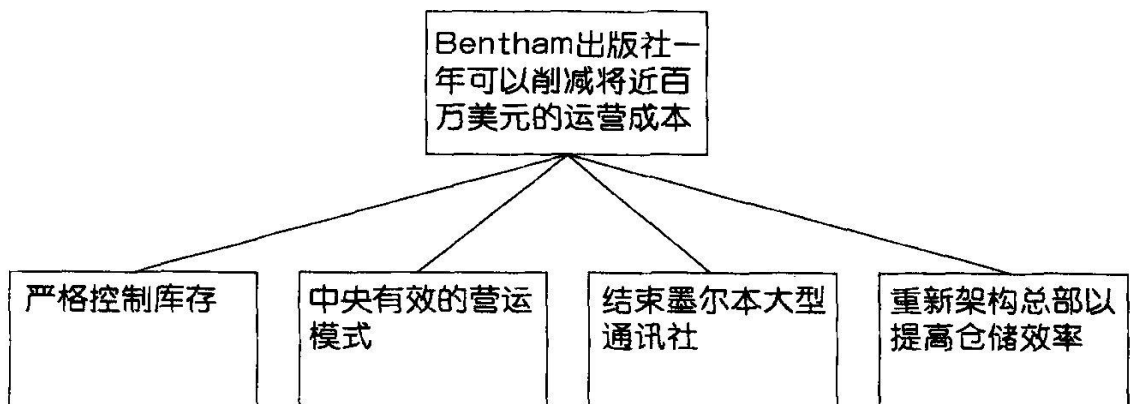 Bentham出版社一
年可以削减将近百
万美元的运营成本
严格控制库存
中央有效的营运
模式
结束墨尔本大型
通讯社
重新架构总部以
提高仓储效率